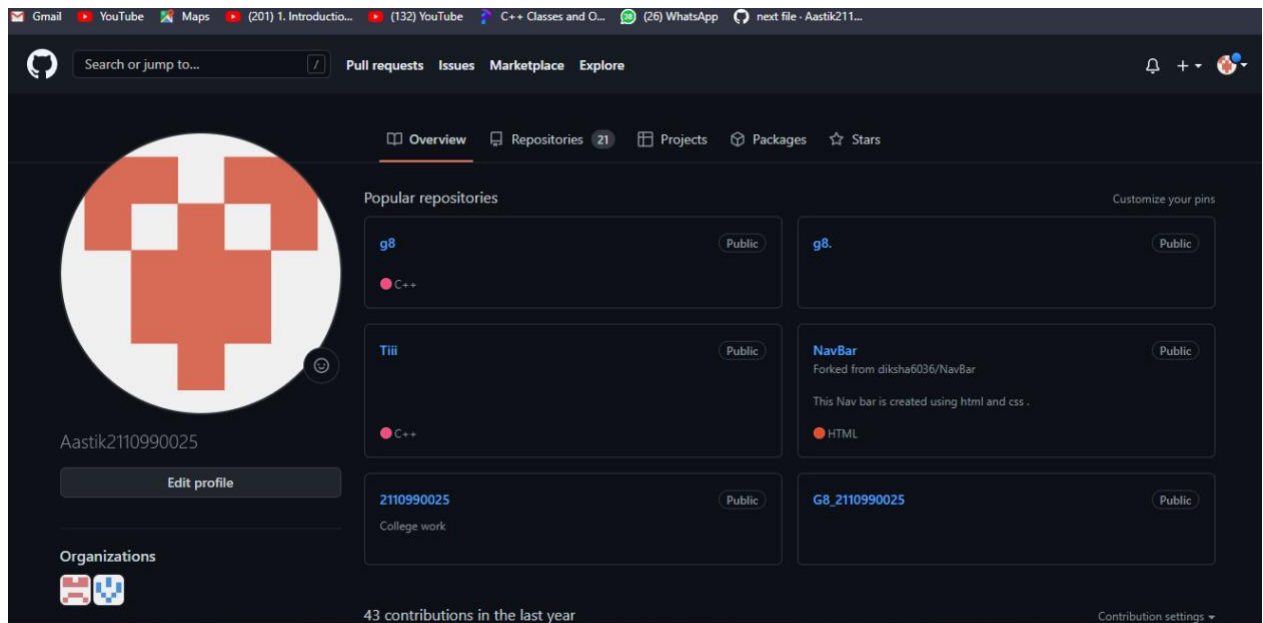 Gmail YouTube Maps (201) 1. Introductio... (132) YouTube C++ Classes and O... (26) WhatsApp next file · Aastik211...
Search or jump to... / Pull requests Issues Marketplace Explore
Overview Repositories 21 Projects Packages Stars
Popular repositories Customize your pins
g8 Public
C++
g8. Public
Tiii Public
C++
NavBar Public
Forked from diksha6036/NavBar
This Nav bar is created using html and css .
HTML
2110990025 Public
College work
G8_2110990025 Public
43 contributions in the last year Contribution settings
Aastik2110990025
Edit profile
Organizations